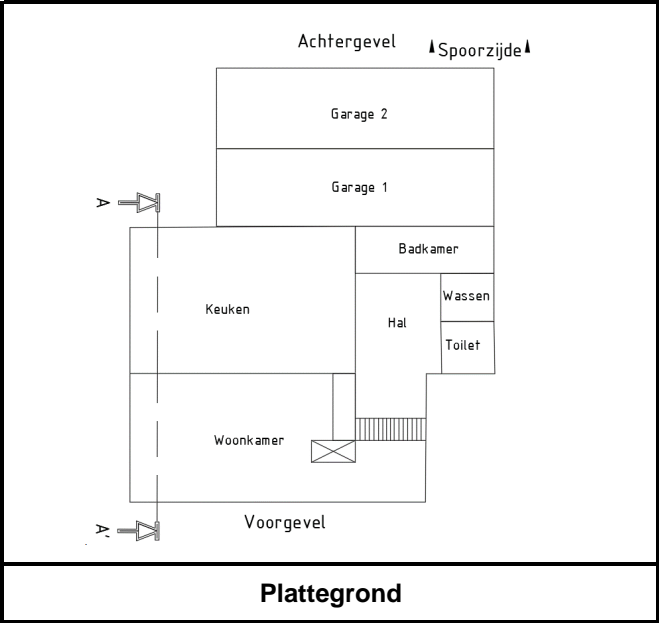 Achtergevel
Spoorzijde
Garage 2
Garage 1
A
Badkamer
Wassen
Keuken
Hal
Toilet
Woonkamer
Voorgevel
A'
Plattegrond